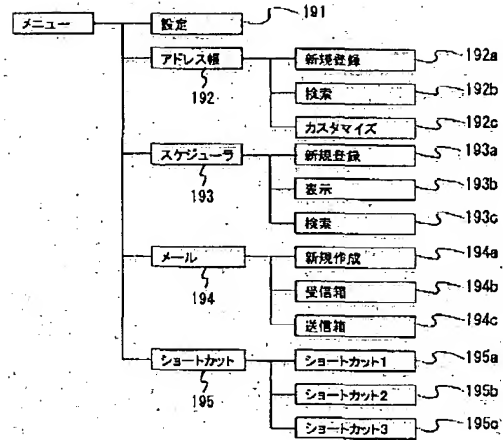 メニュー
設定
191
アドレス帳
192
新規登録
192a
検索
192b
カスタマイズ
192c
スケジューラ
193
新規登録
193a
表示
193b
検索
193c
メール
194
新規作成
194a
受信箱
194b
送信箱
194c
ショートカット
195
ショートカット1
195a
ショートカット2
195b
ショートカット3
195c